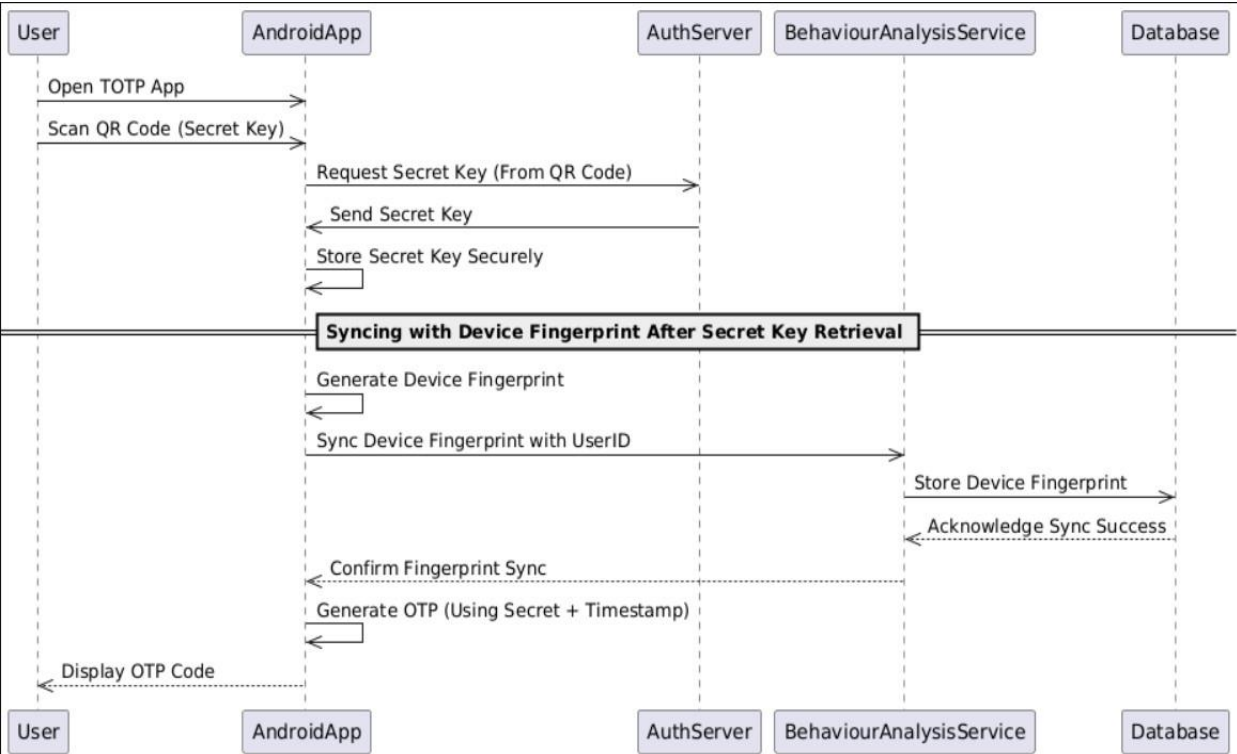 User AndroidApp AuthServer BehaviourAnalysisService Database
Open TOTP App
Scan QR Code (Secret Key)
Request Secret Key (From QR Code)
Send Secret Key
Store Secret Key Securely
Syncing with Device Fingerprint After Secret Key Retrieval
Generate Device Fingerprint
Sync Device Fingerprint with UserID
Store Device Fingerprint
Acknowledge Sync Success
Confirm Fingerprint Sync
Generate OTP (Using Secret + Timestamp)
Display OTP Code
User AndroidApp AuthServer BehaviourAnalysisService Database